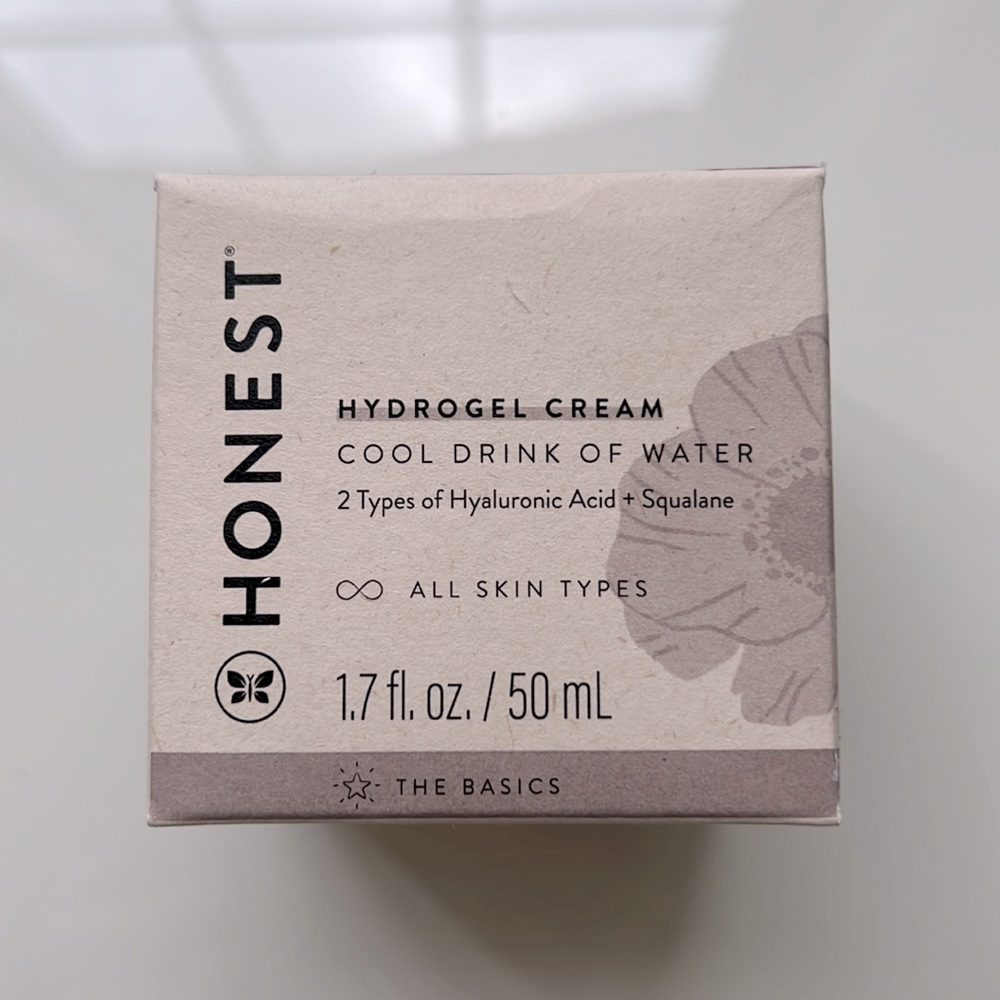 HONEST®
HYDROGEL CREAM
COOL DRINK OF WATER
2 Types of Hyaluronic Acid + Squalane
ALL SKIN TYPES
1.7 fl. oz. / 50 mL
THE BASICS